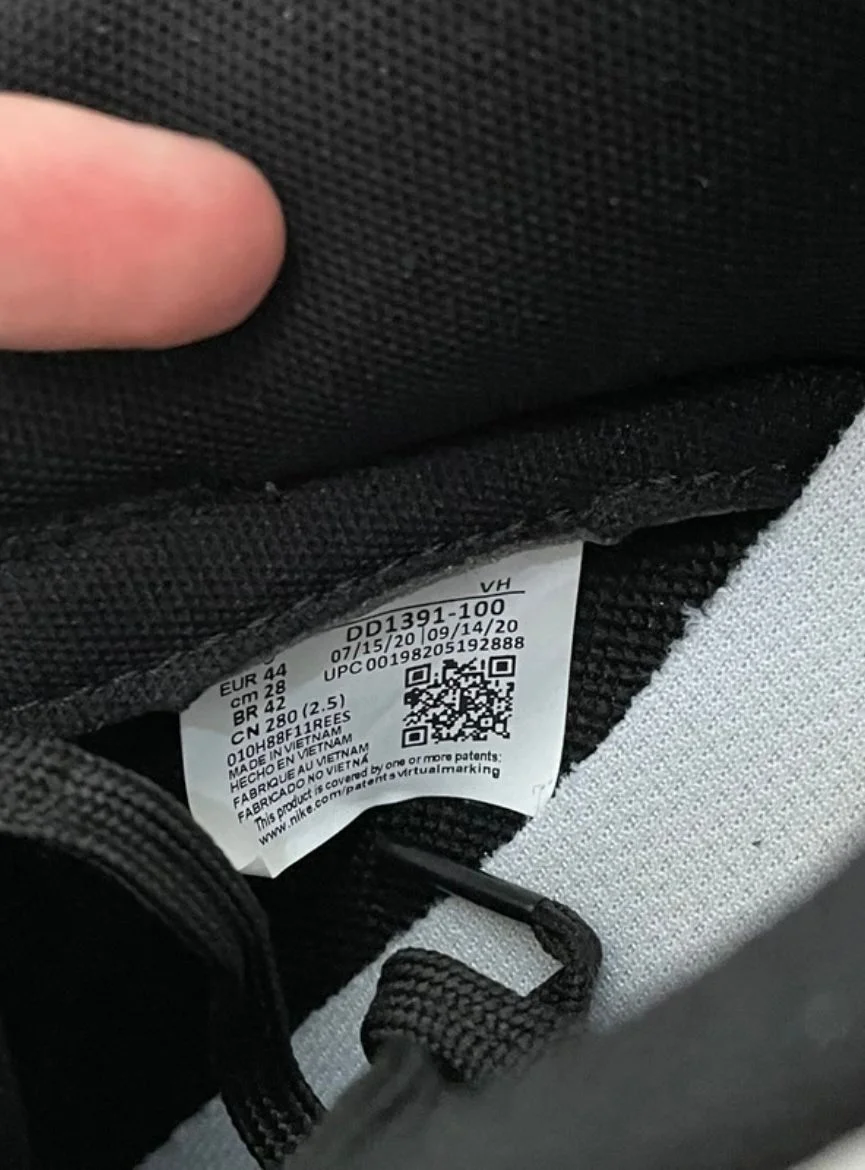 VH
DD1391-100
07/15/20 | 09/14/20
UPC 00198205192888
EUR 44
cm 28
BR 42
CN 280 (2.5)
010H88F11REES
MADE IN VIETNAM
HECHO EN VIETNAM
FABRIQUE AU VIETNAM
FABRICADO NO VIETNÃ
This product is covered by one or more patents:
www.nike.com/patentsvirtualmarking